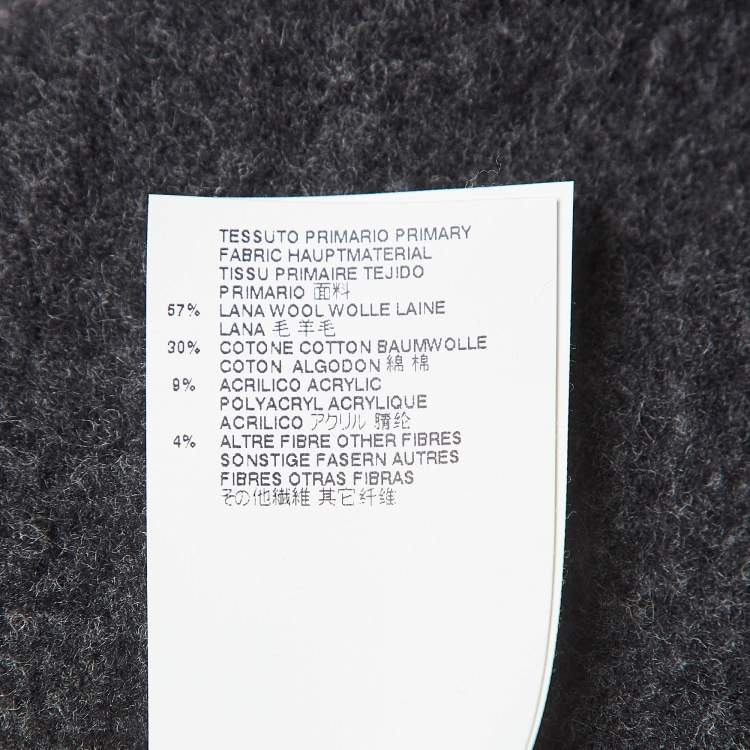 TESSUTO PRIMARIO PRIMARY
FABRIC HAUPTMATERIAL
TISSU PRIMAIRE TEJIDO
PRIMARIO 面料
57% LANA WOOL WOLLE LAINE
LANA 毛 羊毛
30% COTONE COTTON BAUMWOLLE
COTON ALGODON 綿 棉
9% ACRILICO ACRYLIC
POLYACRYL ACRYLIQUE
ACRILICO アクリル 腈纶
4% ALTRE FIBRE OTHER FIBRES
SONSTIGE FASERN AUTRES
FIBRES OTRAS FIBRAS
その他繊維 其它纤维